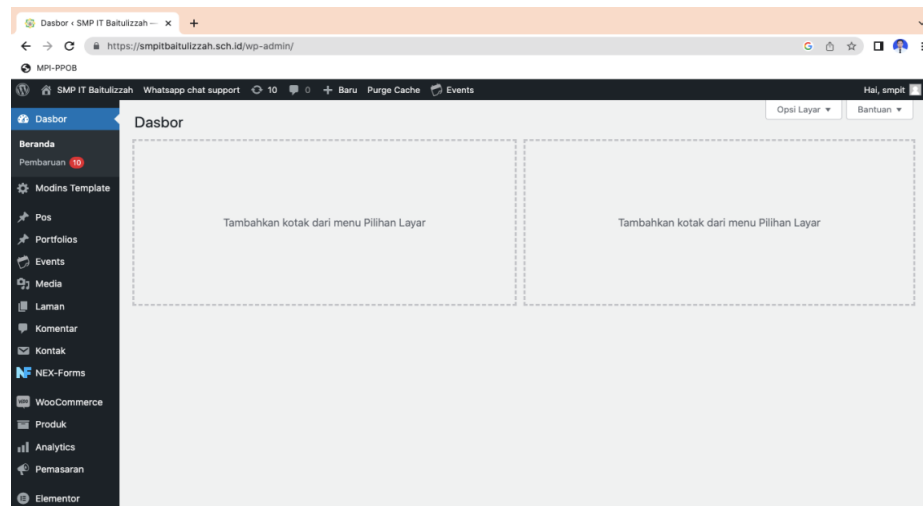 Dasbor ‹ SMP IT Baitulizzah —
https://smpitbaitulizzah.sch.id/wp-admin/
MPI-PPOB
SMP IT Baitulizzah Whatsapp chat support 10 0 + Baru Purge Cache Events Hai, smpit
Opsi Layar ▼ Bantuan ▼
Dasbor
Dasbor
Beranda
Pembaruan 10
Modins Template
Pos
Portfolios
Events
Media
Laman
Komentar
Kontak
NF NEX-Forms
WooCommerce
Produk
Analytics
Pemasaran
Elementor
Tambahkan kotak dari menu Pilihan Layar
Tambahkan kotak dari menu Pilihan Layar